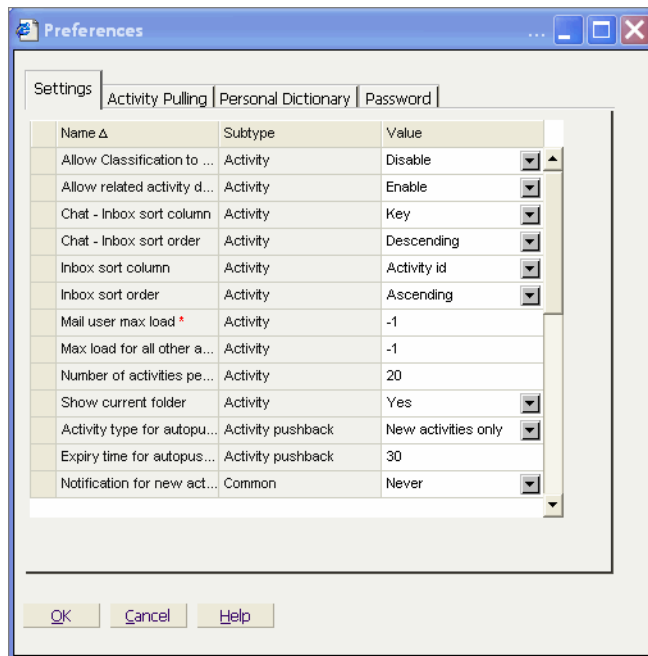 Preferences ...
Settings Activity Pulling Personal Dictionary Password
Name Δ Subtype Value
Allow Classification to ... Activity Disable
Allow related activity d... Activity Enable
Chat - Inbox sort column Activity Key
Chat - Inbox sort order Activity Descending
Inbox sort column Activity Activity id
Inbox sort order Activity Ascending
Mail user max load * Activity -1
Max load for all other a... Activity -1
Number of activities pe... Activity 20
Show current folder Activity Yes
Activity type for autopu... Activity pushback New activities only
Expiry time for autopus... Activity pushback 30
Notification for new act... Common Never
OK Cancel Help